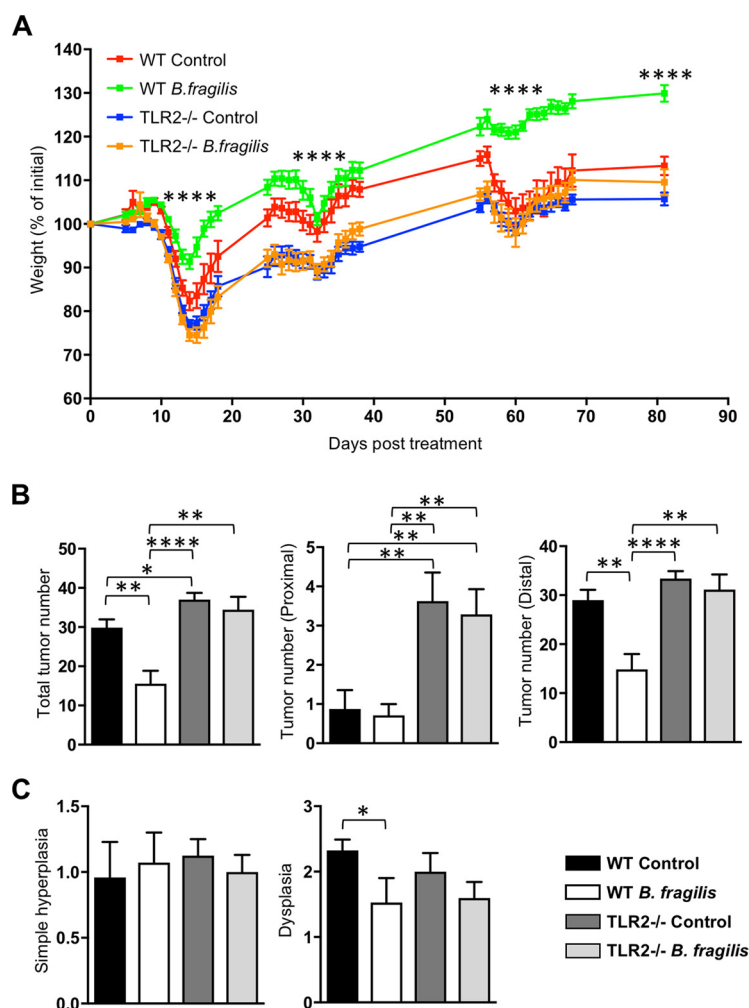 A
140
130
120
110
100
90
80
70
60
Weight (% of initial)
WT Control
WT B.fragilis
TLR2-/- Control
TLR2-/- B.fragilis
****
****
****
****
0 10 20 30 40 50 60 70 80 90
Days post treatment
B
Total tumor number
50
40
30
20
10
0
**
****
*
**
Tumor number (Proximal)
5
4
3
2
1
0
**
**
**
**
Tumor number (Distal)
40
30
20
10
0
**
**
****
C
Simple hyperplasia
1.5
1.0
0.5
0.0
Dysplasia
3
2
1
0
*
WT Control
WT B. fragilis
TLR2-/- Control
TLR2-/- B. fragilis